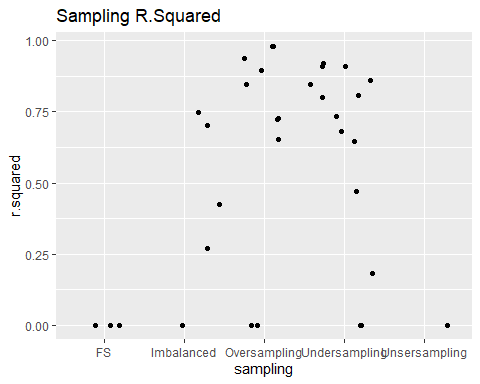 Sampling R.Squared
1.00
0.75
0.50
0.25
0.00
r.squared
FS Imbalanced Oversampling Undersampling Unsersampling
sampling